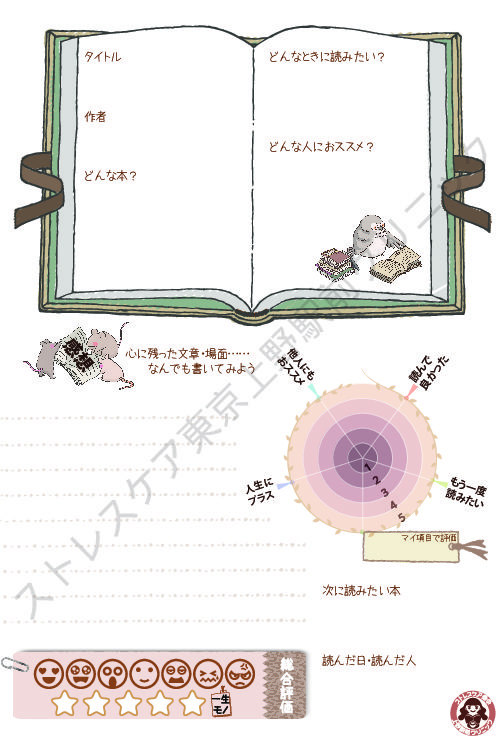 タイトル
作者
どんな本？
どんなときに読みたい？
どんな人におススメ？
感想
心に残った文章・場面……
なんでも書いてみよう
他人にも
おススメ
読んで
良かった
人生に
プラス
もう一度
読みたい
1
2
3
4
5
マイ項目で評価
次に読みたい本
読んだ日・読んだ人
総合評価
一生
モノ
ストレスケア東京上野駅前クリニック